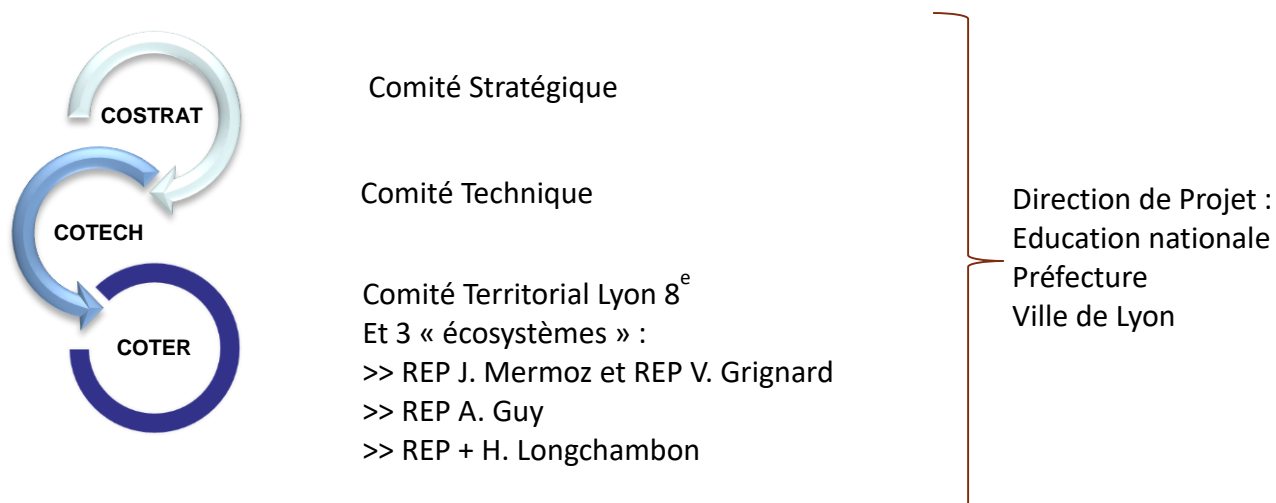 COSTRAT
Comité Stratégique
COTECH
Comité Technique
COTER
Comité Territorial Lyon 8e
Et 3 « écosystèmes » :
>> REP J. Mermoz et REP V. Grignard
>> REP A. Guy
>> REP + H. Longchambon
Direction de Projet :
Education nationale
Préfecture
Ville de Lyon